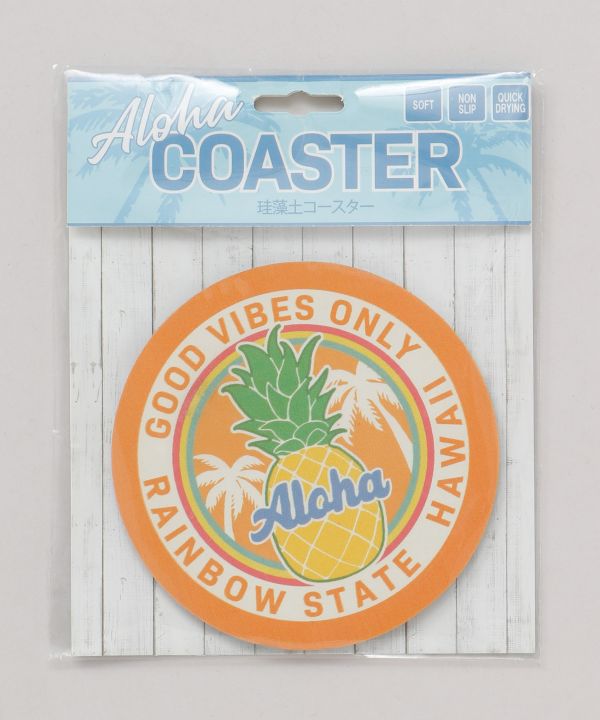 Aloha
COASTER
珪藻土コースター
SOFT
NON
SLIP
QUICK
DRYING
GOOD VIBES ONLY
HAWAII
RAINBOW STATE
Aloha